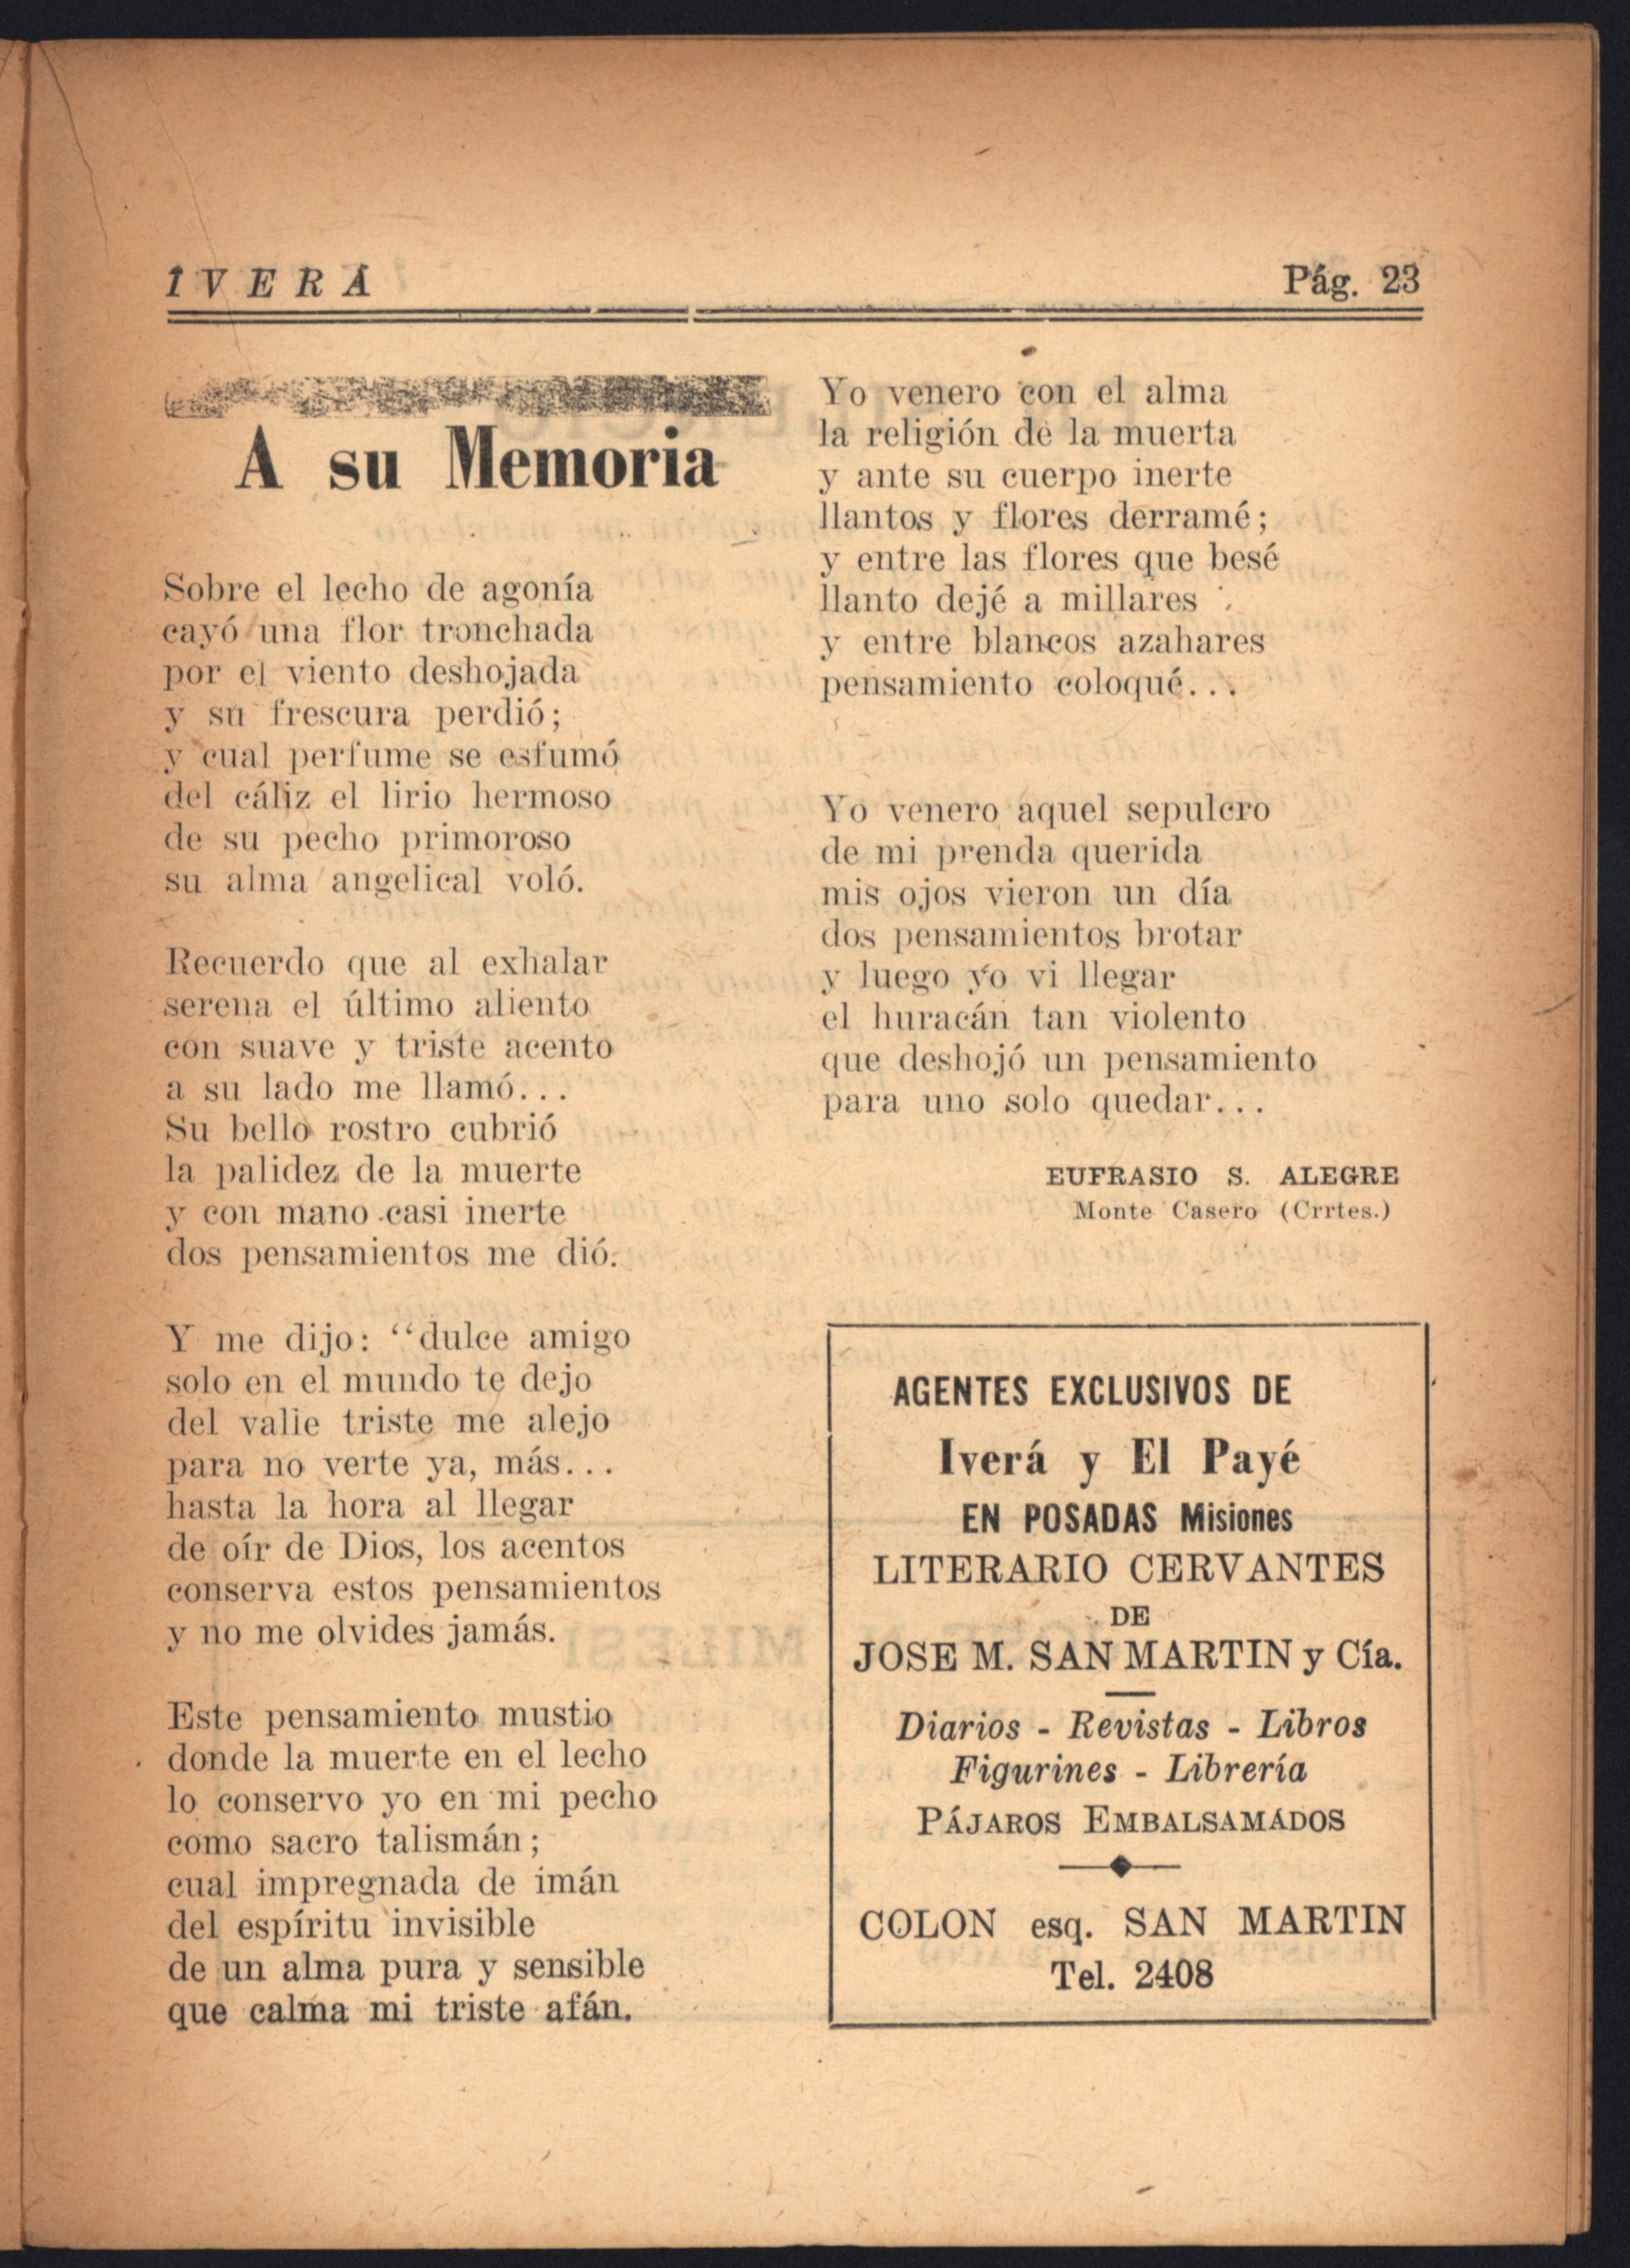 IVERÁ
Pág. 23
A su Memoria
Sobre el lecho de agonía
cayó una flor tronchada
por el viento deshojada
y su frescura perdió;
y cual perfume se esfumó
del cáliz el lirio hermoso
de su pecho primoroso
su alma angelical voló.
Recuerdo que al exhalar
serena el último aliento
con suave y triste acento
a su lado me llamó...
Su bello rostro cubrió
la palidez de la muerte
y con mano casi inerte
dos pensamientos me dió.
Y me dijo: "dulce amigo
solo en el mundo te dejo
del valie triste me alejo
para no verte ya, más...
hasta la hora al llegar
de oír de Dios, los acentos
conserva estos pensamientos
y no me olvides jamás.
Este pensamiento mustio
donde la muerte en el lecho
lo conservo yo en mi pecho
como sacro talismán;
cual impregnada de imán
del espíritu invisible
de un alma pura y sensible
que calma mi triste afán.
Yo venero con el alma
la religión de la muerta
y ante su cuerpo inerte
llantos y flores derramé;
y entre las flores que besé
llanto dejé a millares
y entre blancos azahares
pensamiento coloqué...
Yo venero aquel sepulcro
de mi prenda querida
mis ojos vieron un día
dos pensamientos brotar
y luego yo vi llegar
el huracán tan violento
que deshojó un pensamiento
para uno solo quedar...
EUFRASIO S. ALEGRE
Monte Casero (Crrtes.)
AGENTES EXCLUSIVOS DE
Iverá y El Payé
EN POSADAS Misiones
LITERARIO CERVANTES
DE
JOSE M. SAN MARTIN y Cía.
Diarios - Revistas - Libros
Figurines - Librería
PÁJAROS EMBALSAMADOS
COLON esq. SAN MARTIN
Tel. 2408